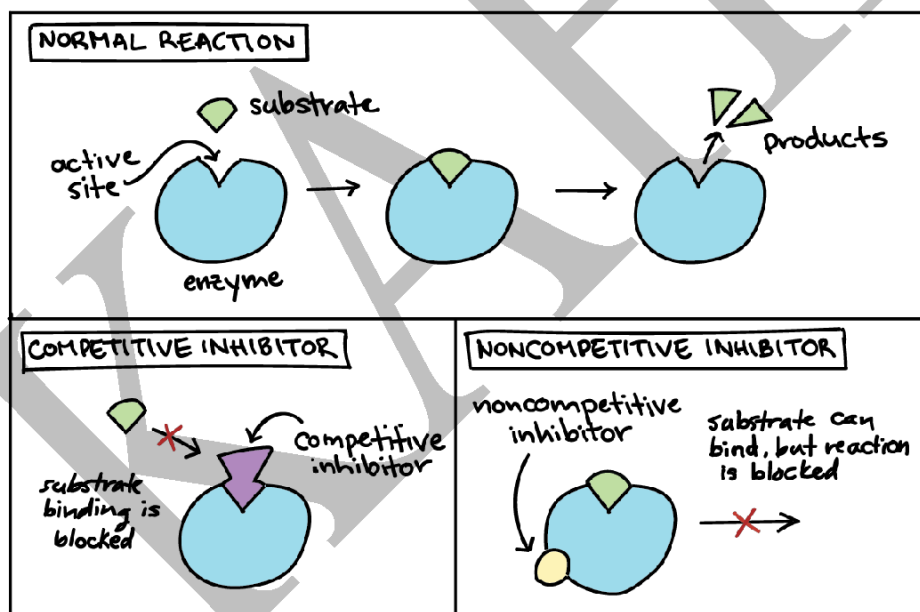 NORMAL REACTION
substrate
active
site
enzyme
products
COMPETITIVE INHIBITOR
competitive
inhibitor
substrate
binding is
blocked
NONCOMPETITIVE INHIBITOR
noncompetitive
inhibitor
substrate can
bind, but reaction
is blocked